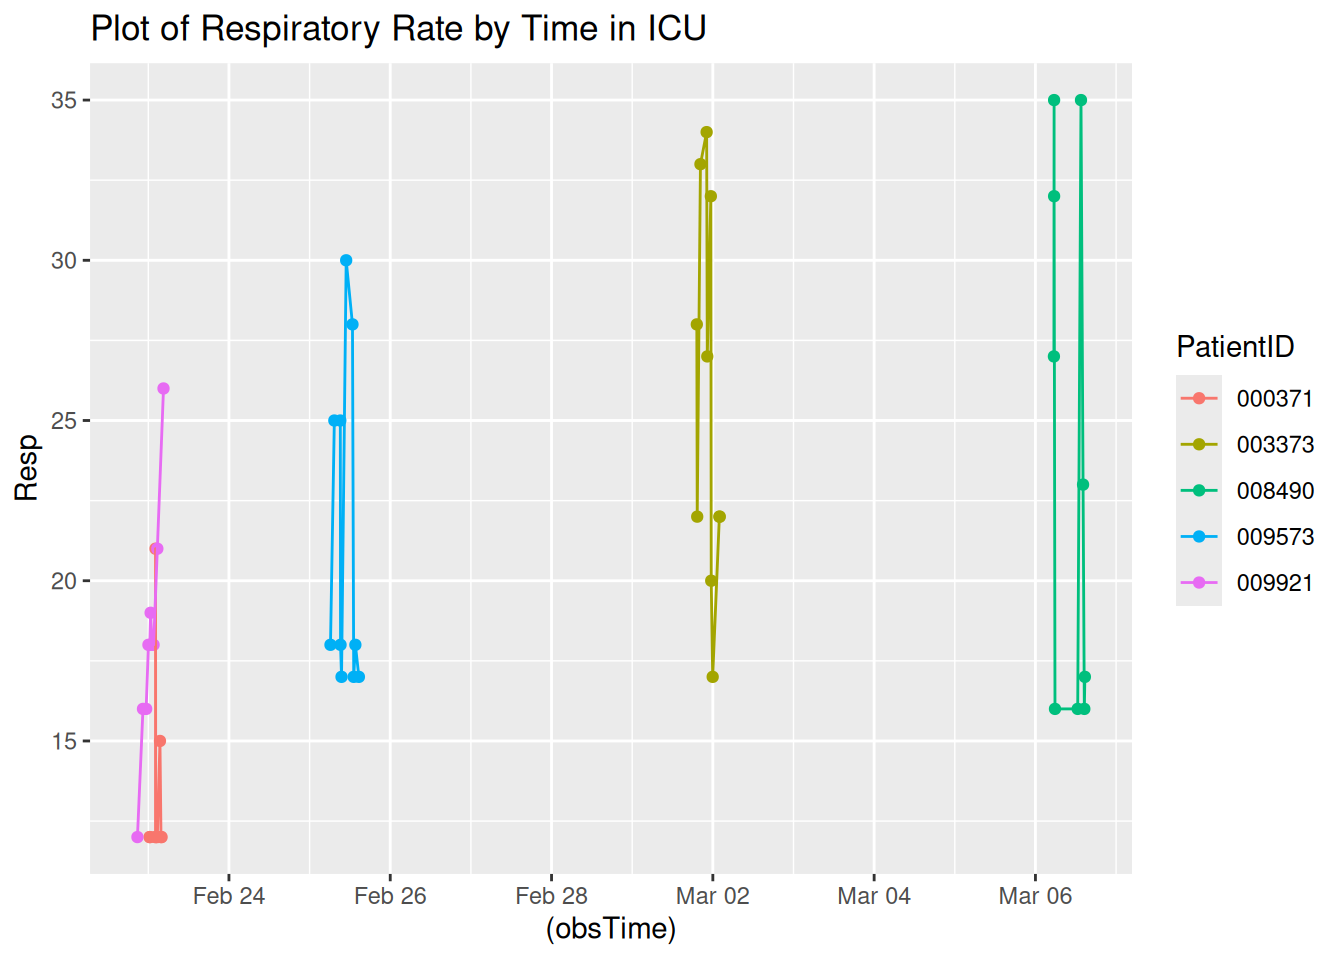 Plot of Respiratory Rate by Time in ICU
35
30
25
20
15
Resp
Feb 24
Feb 26
Feb 28
Mar 02
Mar 04
Mar 06
(obsTime)
PatientID
000371
003373
008490
009573
009921